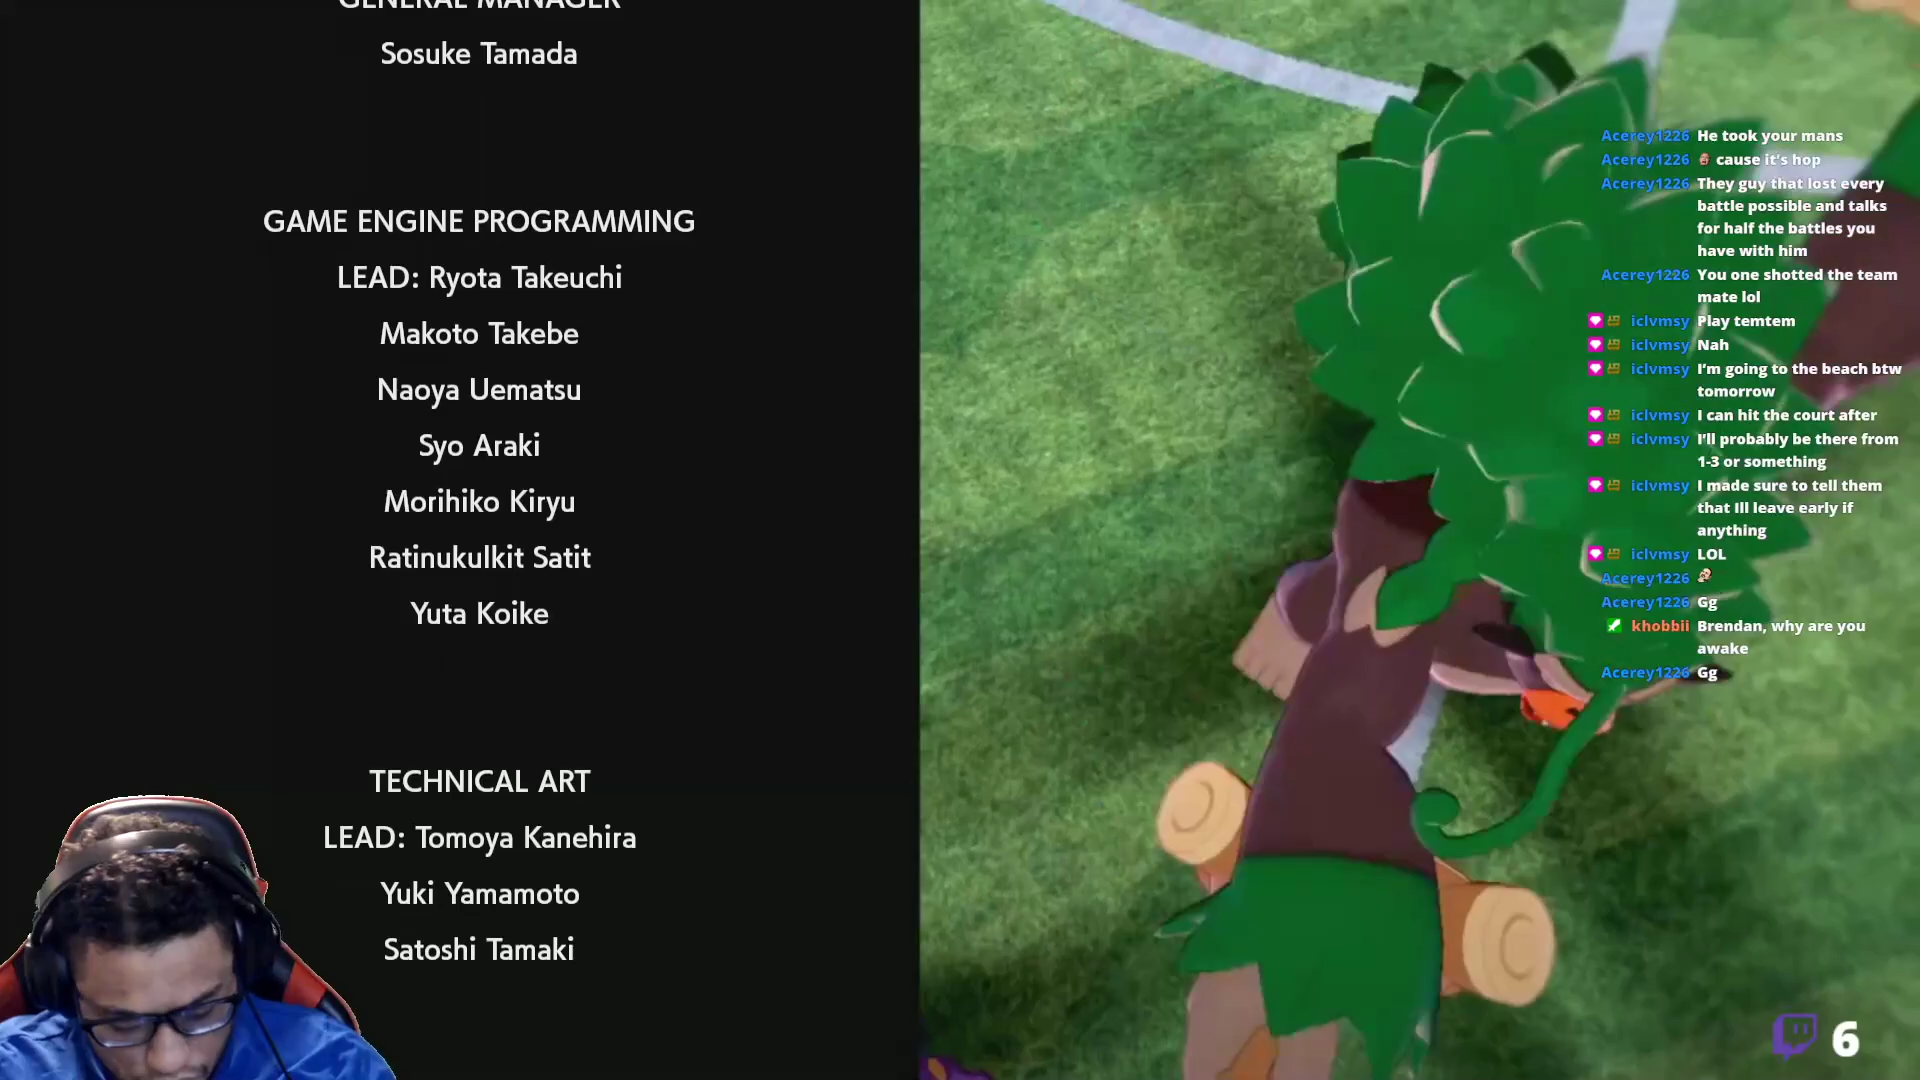 GENERAL MANAGER
Sosuke Tamada
GAME ENGINE PROGRAMMING
LEAD: Ryota Takeuchi
Makoto Takebe
Naoya Uematsu
Syo Araki
Morihiko Kiryu
Ratinukulkit Satit
Yuta Koike
TECHNICAL ART
LEAD: Tomoya Kanehira
Yuki Yamamoto
Satoshi Tamaki
Acerey1226 He took your mans
Acerey1226 cause it's hop
Acerey1226 They guy that lost every
battle possible and talks
for half the battles you
have with him
Acerey1226 You one shotted the team
mate lol
iclvmsy Play temtem
iclvmsy Nah
iclvmsy I'm going to the beach btw
tomorrow
iclvmsy I can hit the court after
iclvmsy I'll probably be there from
1-3 or something
iclvmsy I made sure to tell them
that Ill leave early if
anything
iclvmsy LOL
Acerey1226
Acerey1226 Gg
khobbii Brendan, why are you
awake
Acerey1226 Gg
6